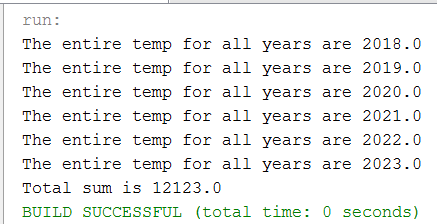 run:
The entire temp for all years are 2018.0
The entire temp for all years are 2019.0
The entire temp for all years are 2020.0
The entire temp for all years are 2021.0
The entire temp for all years are 2022.0
The entire temp for all years are 2023.0
Total sum is 12123.0
BUILD SUCCESSFUL (total time: 0 seconds)